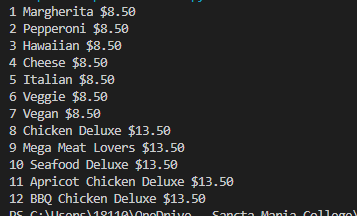 1 Margherita $8.50
2 Pepperoni $8.50
3 Hawaiian $8.50
4 Cheese $8.50
5 Italian $8.50
6 Veggie $8.50
7 Vegan $8.50
8 Chicken Deluxe $13.50
9 Mega Meat Lovers $13.50
10 Seafood Deluxe $13.50
11 Apricot Chicken Deluxe $13.50
12 BBQ Chicken Deluxe $13.50
PS C:\Users\18110\OneDrive - Sancta Maria College\